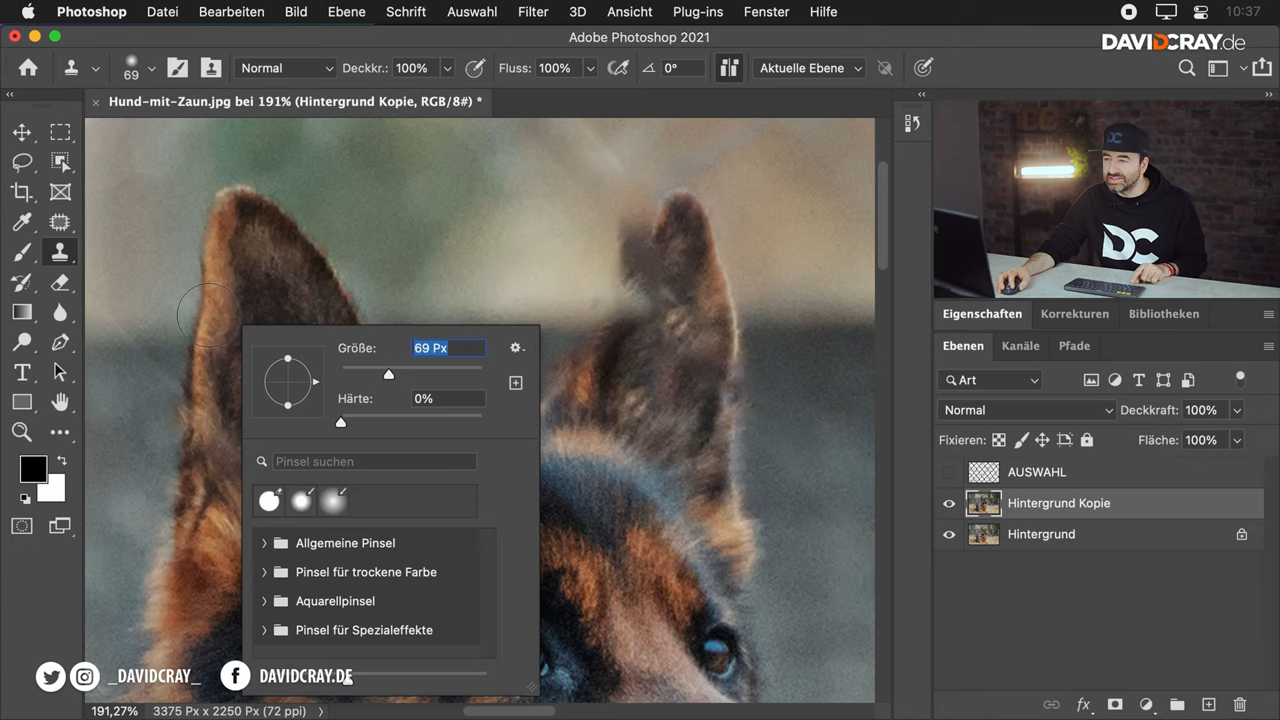 Photoshop Datei Bearbeiten Bild Ebene Schrift Auswahl Filter 3D Ansicht Plug-ins Fenster Hilfe 10:37
Adobe Photoshop 2021
DAVIDCRAY.de
69 Normal Deckkr.: 100% Fluss: 100% 0° Aktuelle Ebene
Hund-mit-Zaun.jpg bei 191% (Hintergrund Kopie, RGB/8#) *
DC
Eigenschaften Korrekturen Bibliotheken
Ebenen Kanäle Pfade
Art
Normal Deckkraft: 100%
Fixieren: Fläche: 100%
AUSWAHL
Hintergrund Kopie
Hintergrund
Größe: 69 Px
Härte: 0%
Pinsel suchen
Allgemeine Pinsel
Pinsel für trockene Farbe
Aquarellpinsel
Pinsel für Spezialeffekte
_DAVIDCRAY_ DAVIDCRAY.DE
191,27% 3375 Px x 2250 Px (72 ppi)
fx